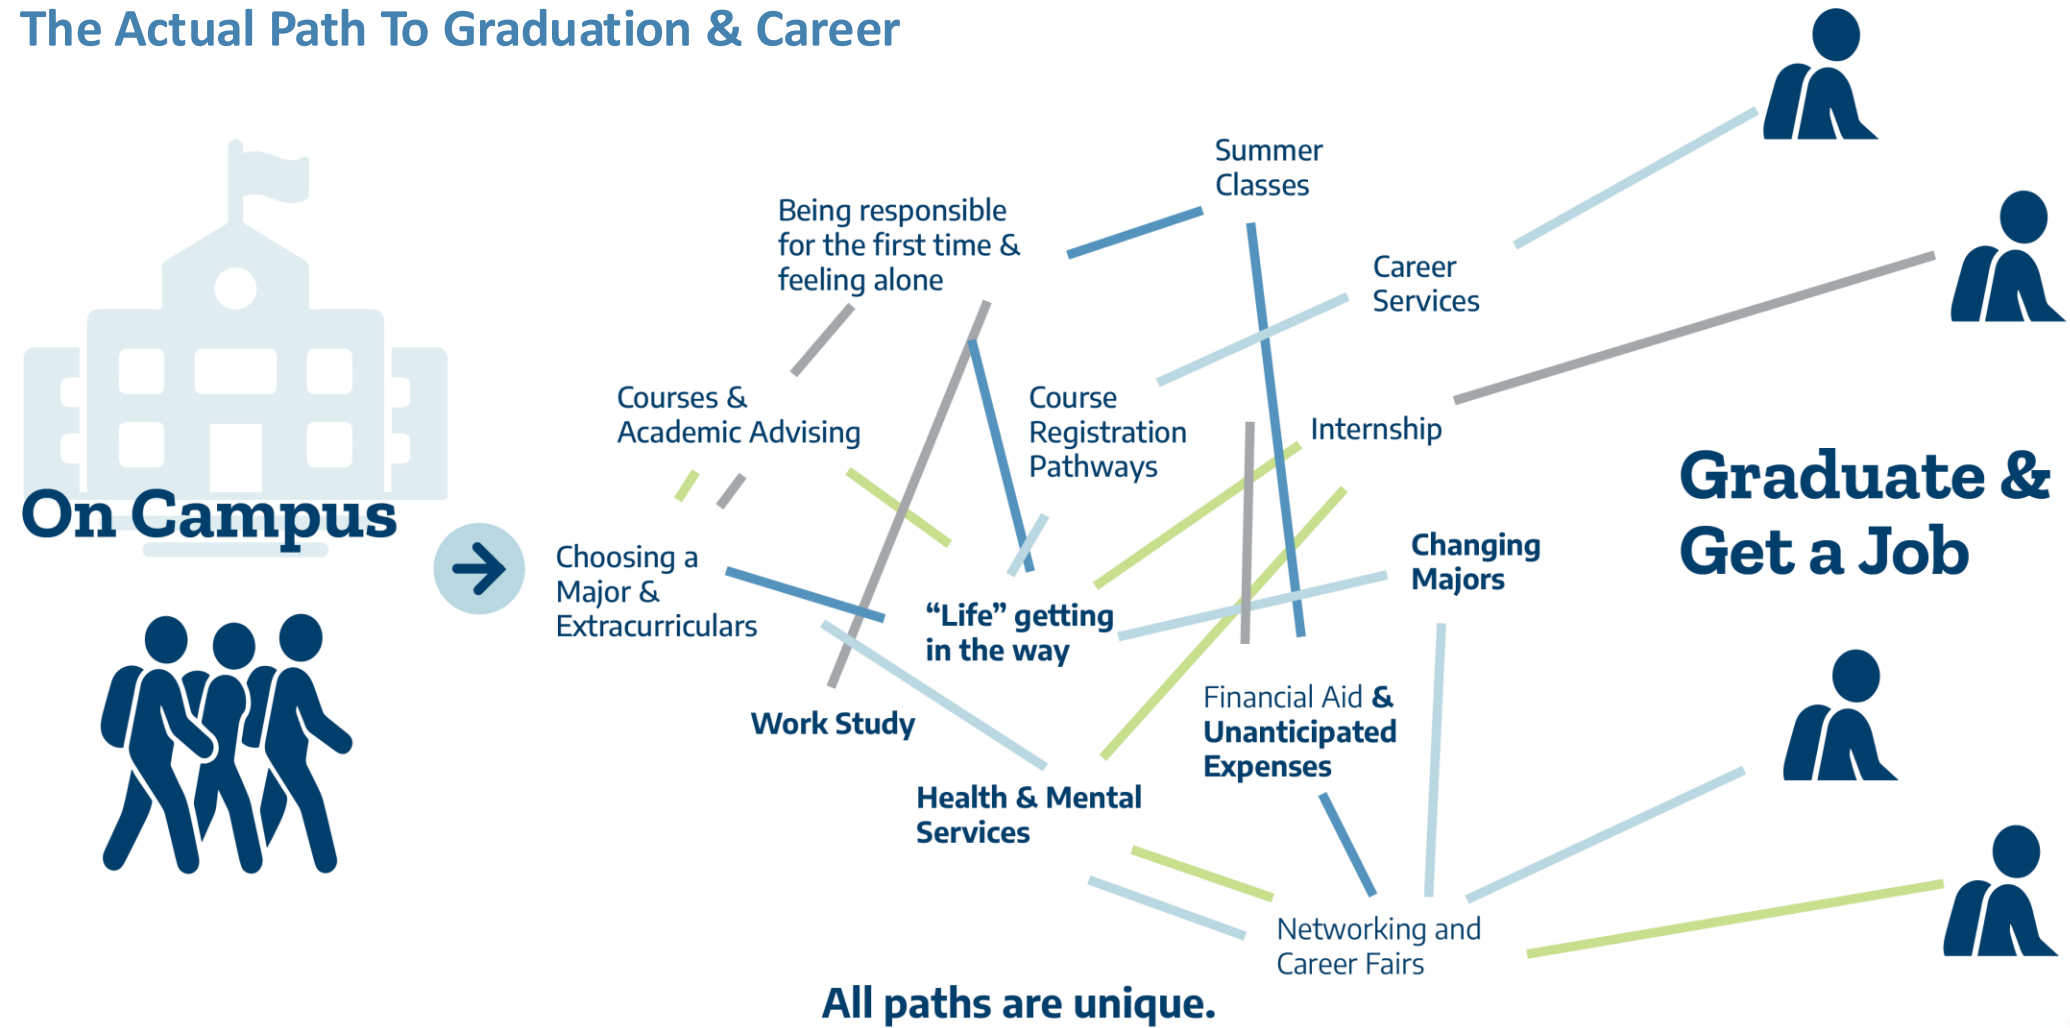 The Actual Path To Graduation & Career
On Campus
Choosing a
Major &
Extracurriculars
Courses &
Academic Advising
Being responsible
for the first time &
feeling alone
Summer
Classes
Career
Services
Course
Registration
Pathways
Internship
Changing
Majors
“Life” getting
in the way
Work Study
Financial Aid &
Unanticipated
Expenses
Health & Mental
Services
Networking and
Career Fairs
Graduate &
Get a Job
All paths are unique.